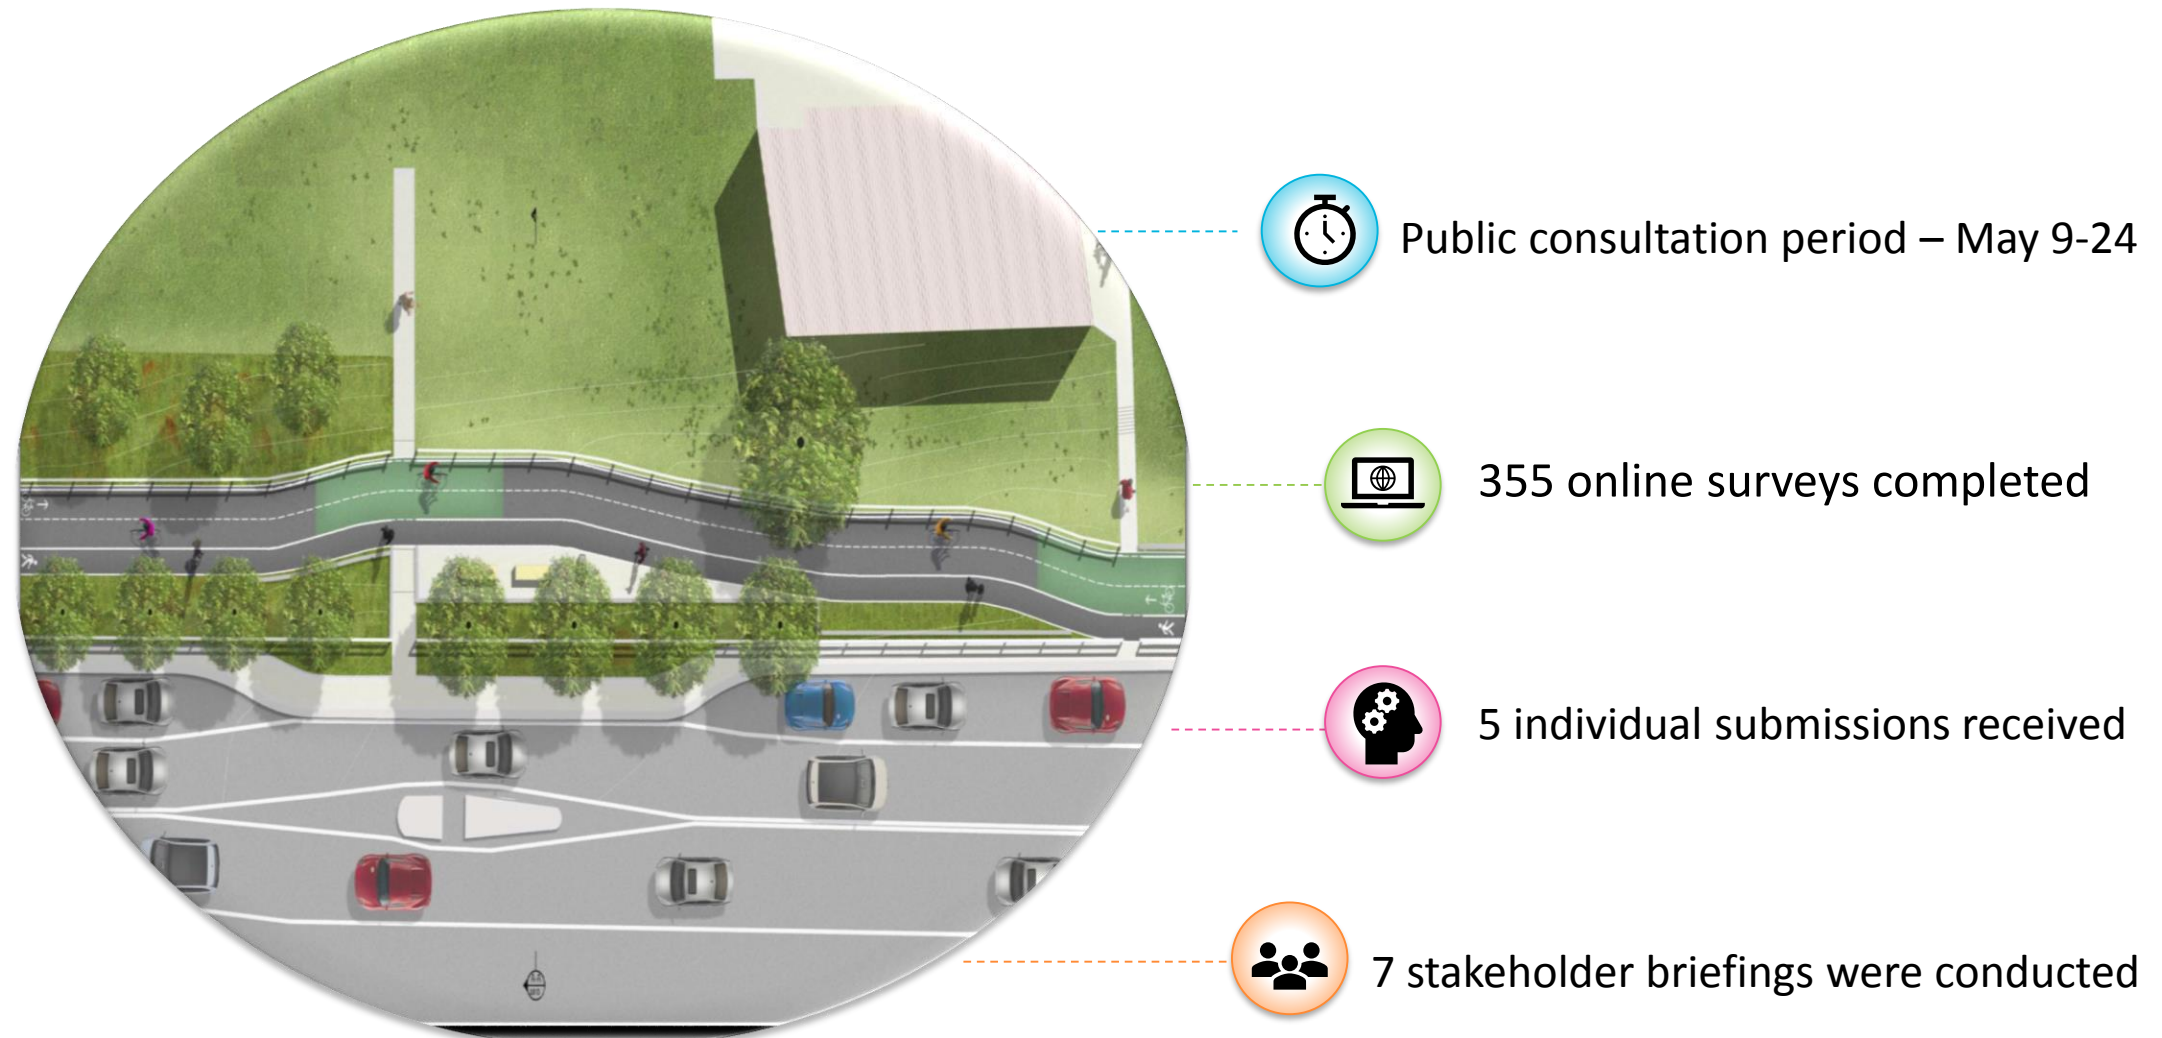 Public consultation period – May 9-24
355 online surveys completed
5 individual submissions received
7 stakeholder briefings were conducted